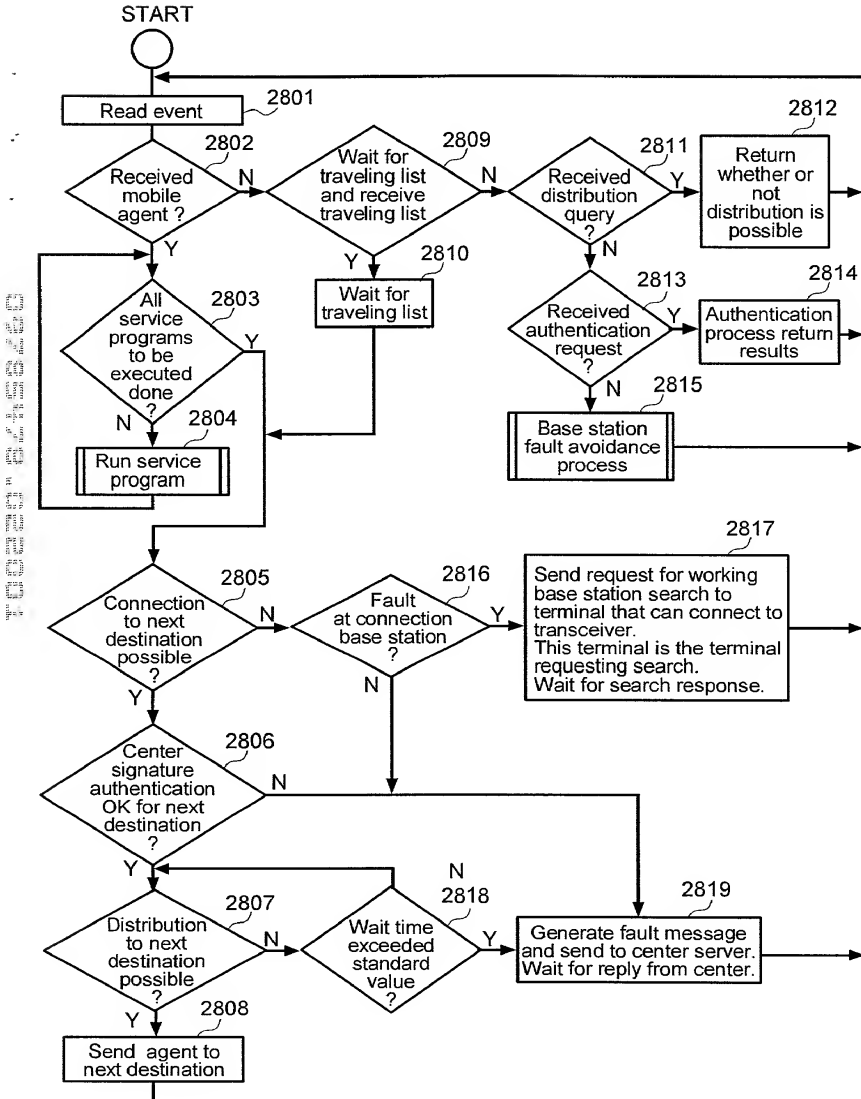 START
2801
Read event
2802
Received
mobile
agent ?
N
Y
2809
Wait for
traveling list
and receive
traveling list
N
Y
2811
Received
distribution
query
?
Y
N
2812
Return
whether or
not
distribution is
possible
2810
Wait for
traveling list
2803
All
service
programs
to be
executed
done
?
Y
N
2813
Received
authentication
request
?
Y
N
2814
Authentication
process return
results
2804
Run service
program
2815
Base station
fault avoidance
process
2805
Connection
to next
destination
possible
?
N
Y
2816
Fault
at connection
base station
?
Y
N
2817
Send request for working
base station search to
terminal that can connect to
transceiver.
This terminal is the terminal
requesting search.
Wait for search response.
2806
Center
signature
authentication
OK for next
destination
?
N
Y
2807
Distribution
to next
destination
possible
?
N
Y
N
2818
Wait time
exceeded
standard
value
?
Y
2819
Generate fault message
and send to center server.
Wait for reply from center.
2808
Send agent to
next destination